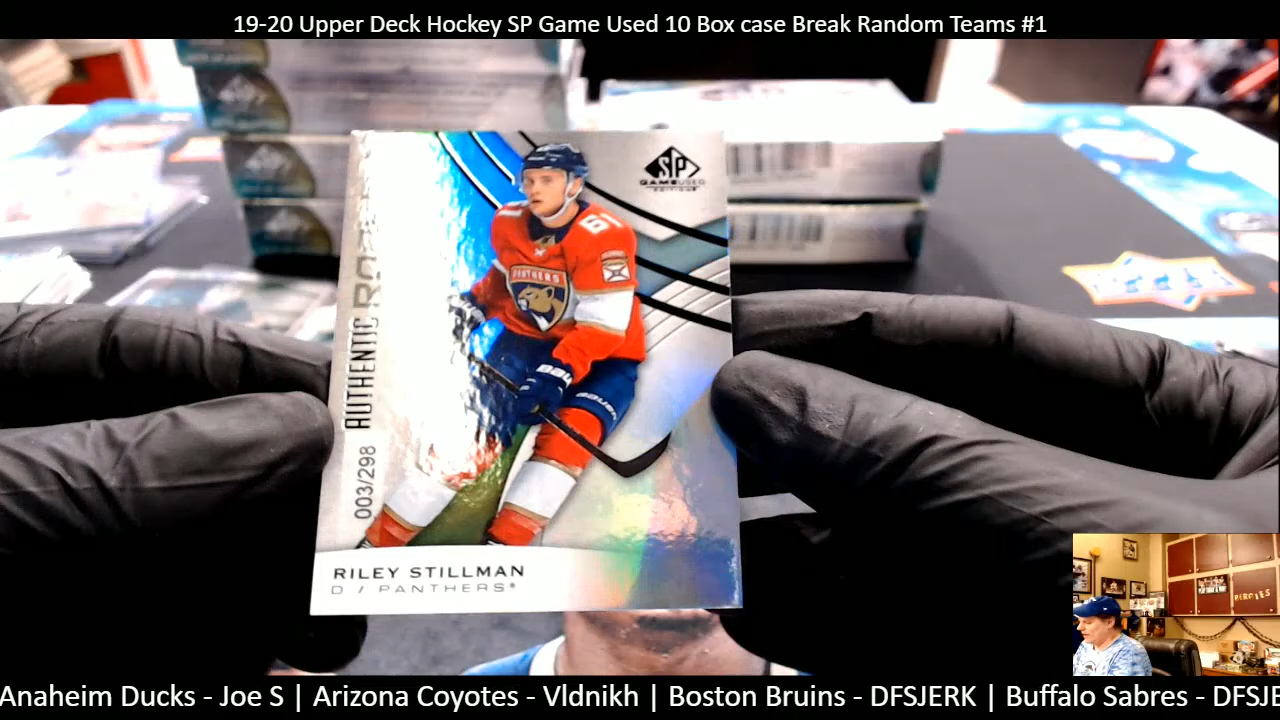 19-20 Upper Deck Hockey SP Game Used 10 Box case Break Random Teams #1
SP
GAME USED
EDITION
61
PANTHERS
AUTHENTIC
003/298
RILEY STILLMAN
D / PANTHERS
Anaheim Ducks - Joe S | Arizona Coyotes - Vldnikh | Boston Bruins - DFSJERK | Buffalo Sabres - DFSJE